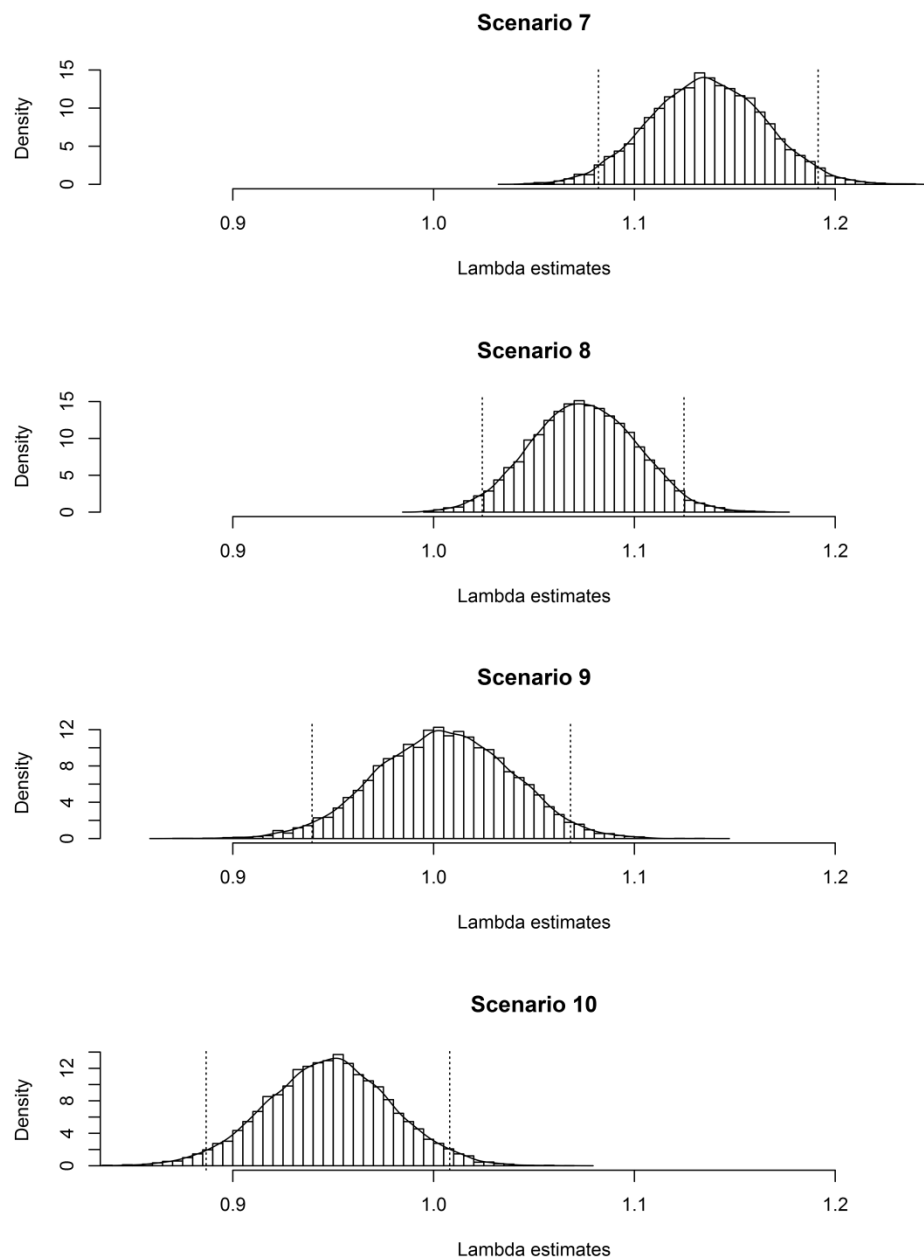 Scenario 7
Density
15
10
5
0
0.9 1.0 1.1 1.2
Lambda estimates
Scenario 8
Density
15
10
5
0
0.9 1.0 1.1 1.2
Lambda estimates
Scenario 9
Density
12
8
4
0
0.9 1.0 1.1 1.2
Lambda estimates
Scenario 10
Density
12
8
4
0
0.9 1.0 1.1 1.2
Lambda estimates